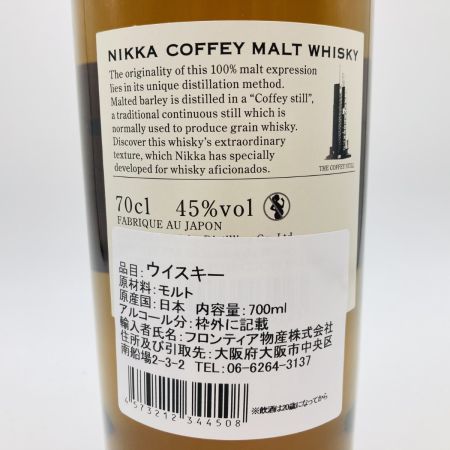 NIKKA COFFEY MALT WHISKY
The originality of this 100% malt expression
lies in its unique distillation method.
Malted barley is distilled in a "Coffey still",
a traditional continuous still which is
normally used to produce grain whisky.
Discover this whisky's extraordinary
texture, which Nikka has specially
developed for whisky aficionados.
THE COFFEY STILL
70cl 45%vol
FABRIQUE AU JAPON
品目:ウイスキー
原材料:モルト
原産国:日本 内容量:700ml
アルコール分:枠外に記載
輸入者氏名:フロンティア物産株式会社
住所及び引取先:大阪府大阪市中央区
南船場2-3-2 TEL:06-6264-3137
4573212344508
※飲酒は20歳になってから